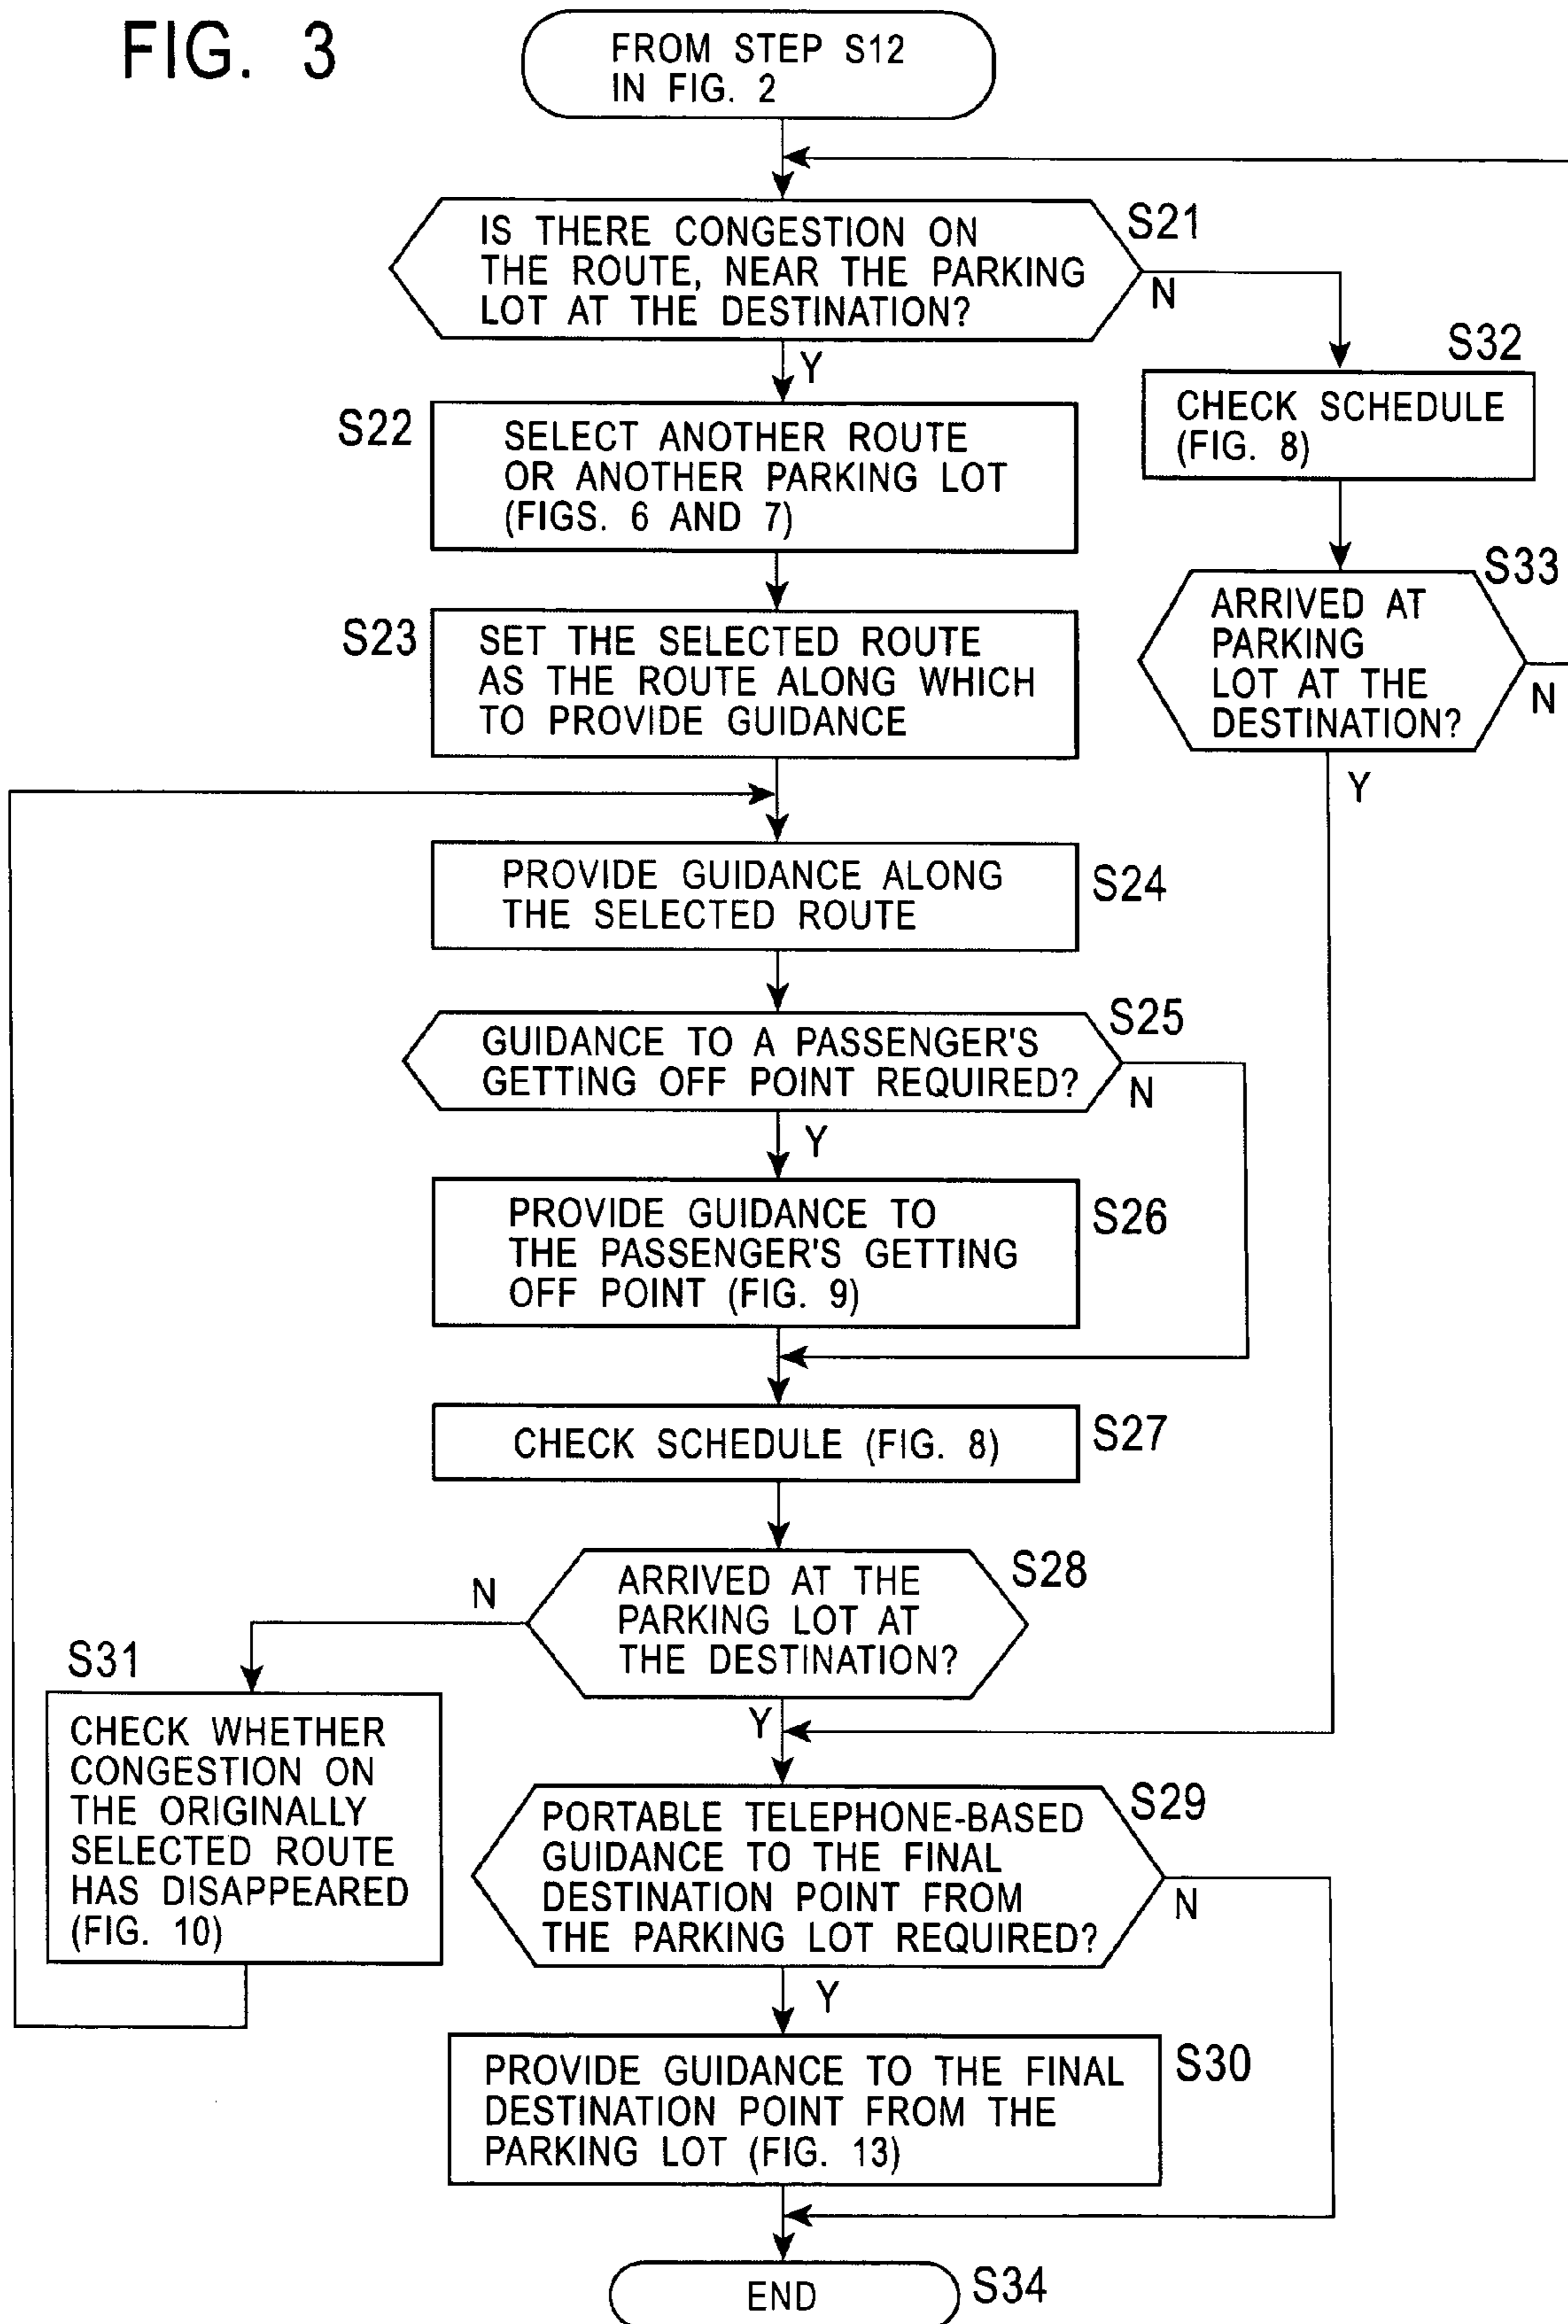 FIG. 3
FROM STEP S12
IN FIG. 2
IS THERE CONGESTION ON
THE ROUTE, NEAR THE PARKING
LOT AT THE DESTINATION?
S21
N
Y
S32
CHECK SCHEDULE
(FIG. 8)
S22
SELECT ANOTHER ROUTE
OR ANOTHER PARKING LOT
(FIGS. 6 AND 7)
S33
ARRIVED AT
PARKING
LOT AT THE
DESTINATION?
N
Y
S23
SET THE SELECTED ROUTE
AS THE ROUTE ALONG WHICH
TO PROVIDE GUIDANCE
PROVIDE GUIDANCE ALONG
THE SELECTED ROUTE
S24
S25
GUIDANCE TO A PASSENGER'S
GETTING OFF POINT REQUIRED?
N
Y
PROVIDE GUIDANCE TO
THE PASSENGER'S GETTING
OFF POINT (FIG. 9)
S26
CHECK SCHEDULE (FIG. 8)
S27
S28
ARRIVED AT THE
PARKING LOT AT
THE DESTINATION?
N
Y
S31
CHECK WHETHER
CONGESTION ON
THE ORIGINALLY
SELECTED ROUTE
HAS DISAPPEARED
(FIG. 10)
S29
PORTABLE TELEPHONE-BASED
GUIDANCE TO THE FINAL
DESTINATION POINT FROM
THE PARKING LOT REQUIRED?
N
Y
PROVIDE GUIDANCE TO THE FINAL
DESTINATION POINT FROM THE
PARKING LOT (FIG. 13)
S30
END
S34